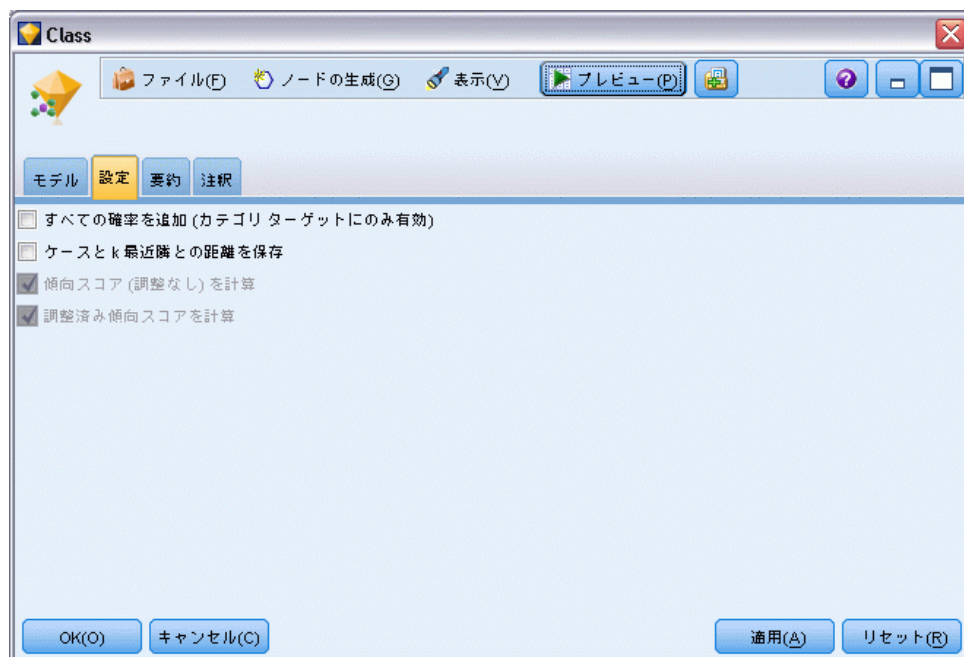 Class
ファイル(F) ノードの生成(G) 表示(V) プレビュー(P)
モデル 設定 要約 注釈
すべての確率を追加 (カテゴリ ターゲットにのみ有効)
ケースと k 最近隣との距離を保存
傾向スコア (調整なし) を計算
調整済み傾向スコアを計算
OK(O) キャンセル(C) 適用(A) リセット(R)